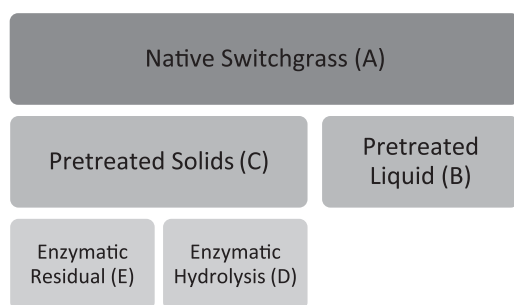 Native Switchgrass (A)
Pretreated Solids (C)
Pretreated
Liquid (B)
Enzymatic
Residual (E)
Enzymatic
Hydrolysis (D)